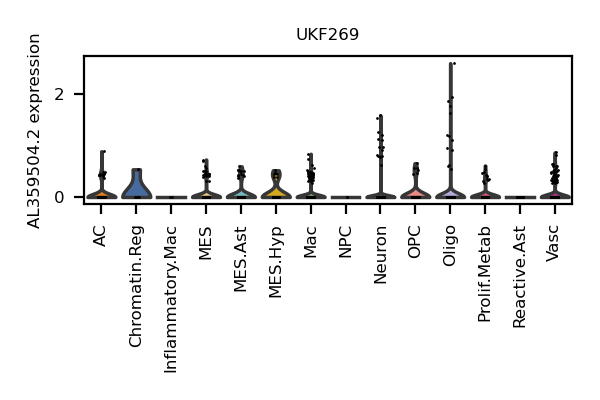 UKF269
AL359504.2 expression
2
0
AC
Chromatin.Reg
Inflammatory.Mac
MES
MES.Ast
MES.Hyp
Mac
NPC
Neuron
OPC
Oligo
Prolif.Metab
Reactive.Ast
Vasc